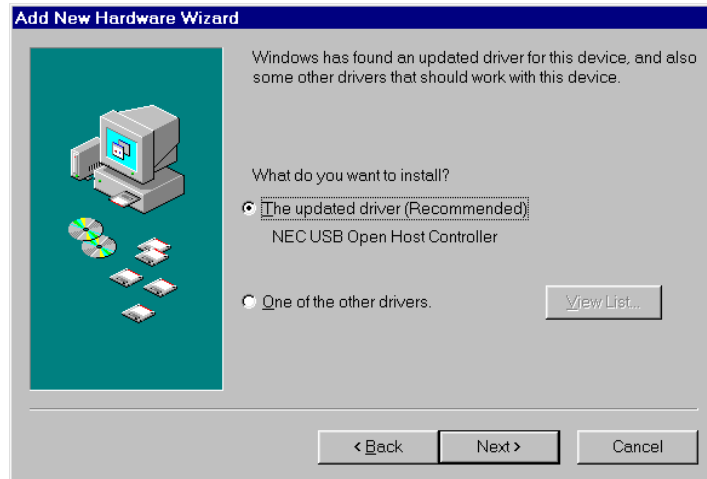 Add New Hardware Wizard
Windows has found an updated driver for this device, and also
some other drivers that should work with this device.
What do you want to install?
The updated driver (Recommended)
NEC USB Open Host Controller
One of the other drivers.
View List...
< Back
Next >
Cancel